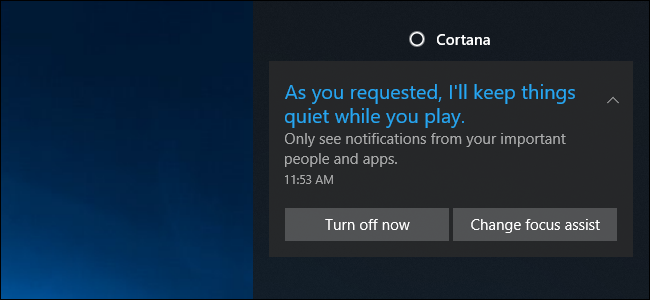 Cortana
As you requested, I'll keep things
quiet while you play.
Only see notifications from your important
people and apps.
11:53 AM
Turn off now
Change focus assist